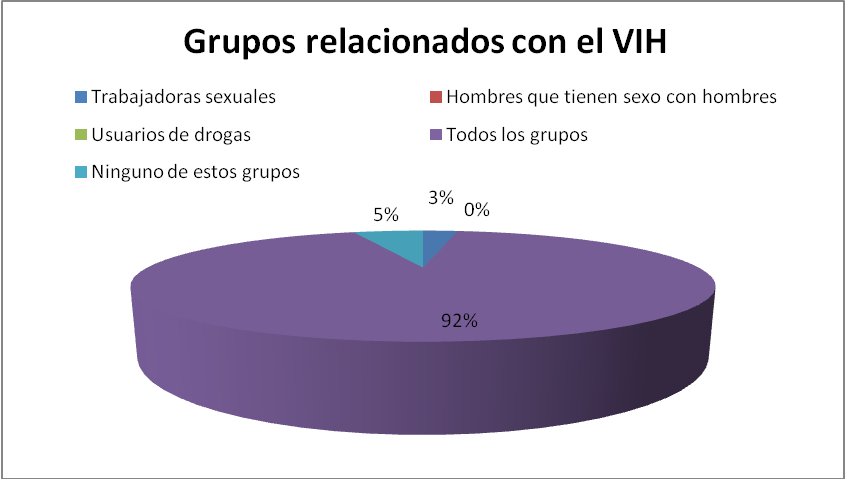 Grupos relacionados con el VIH
Trabajadoras sexuales
Hombres que tienen sexo con hombres
Usuarios de drogas
Todos los grupos
Ninguno de estos grupos
5%
3%
0%
92%